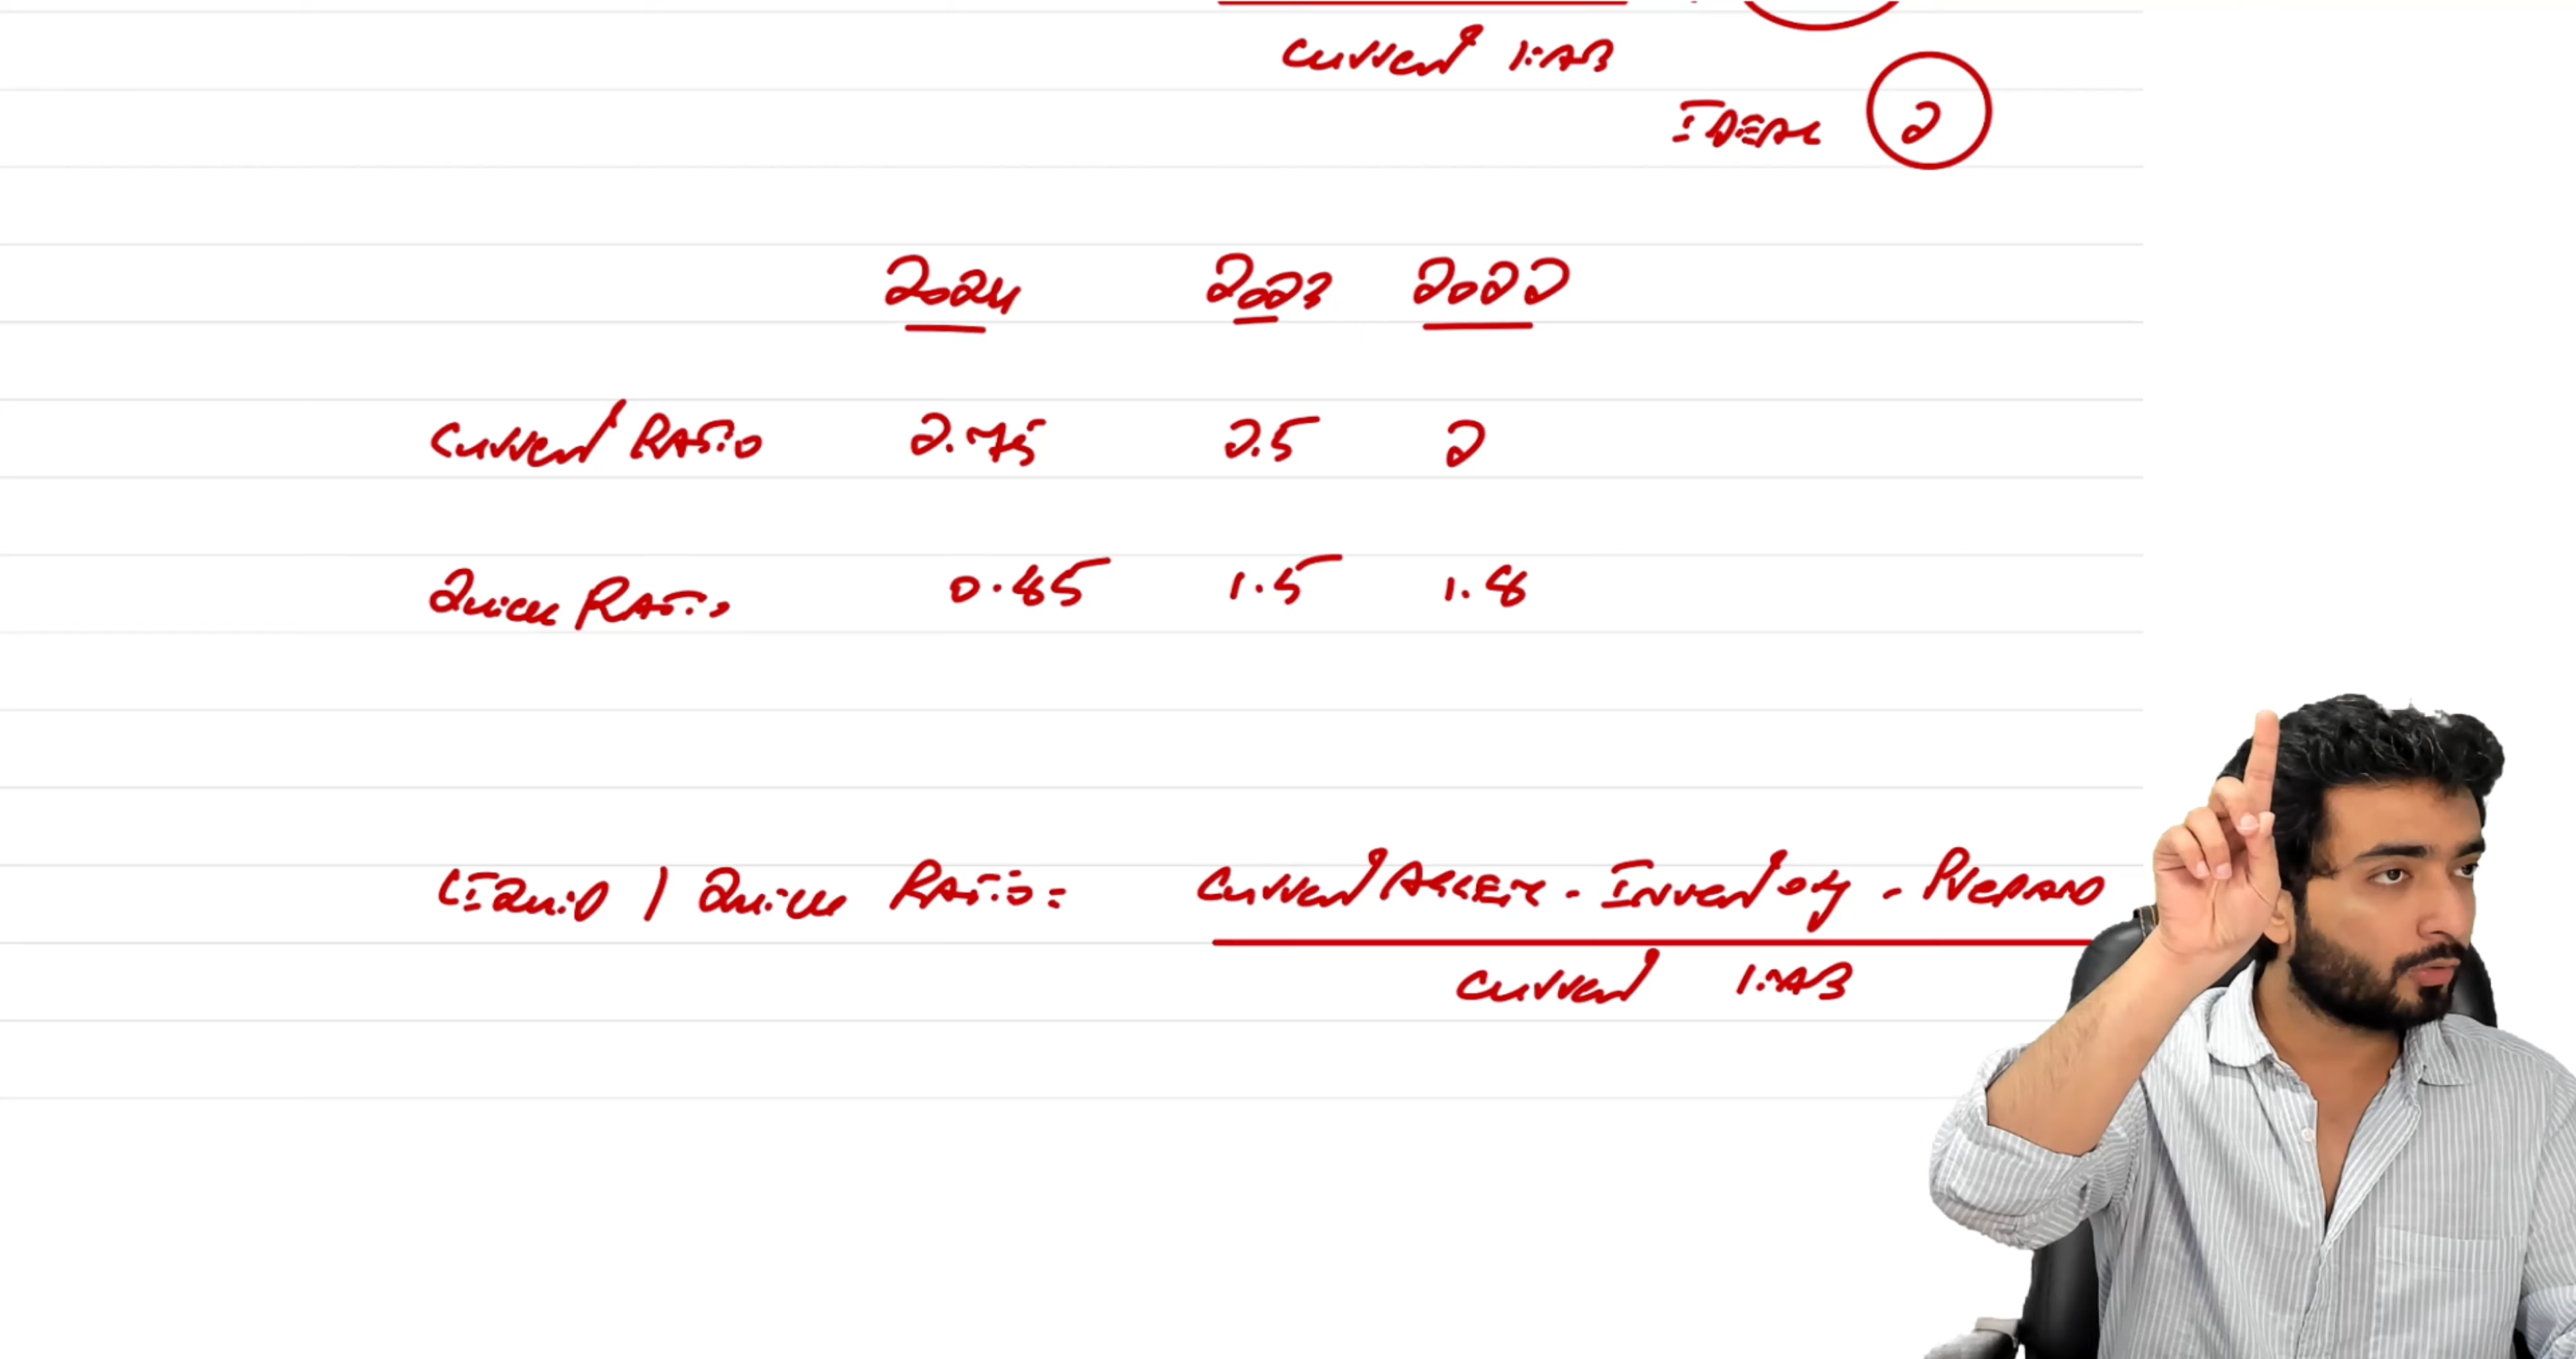 Current LIAB
IDEAL 2
2024 2023 2022
Current RATIO 2.75 2.5 2
Quick RATIO 0.85 1.5 1.8
LIQUID / Quick RATIO = Current ASSETS - Inventory - Prepaid
Current LIAB